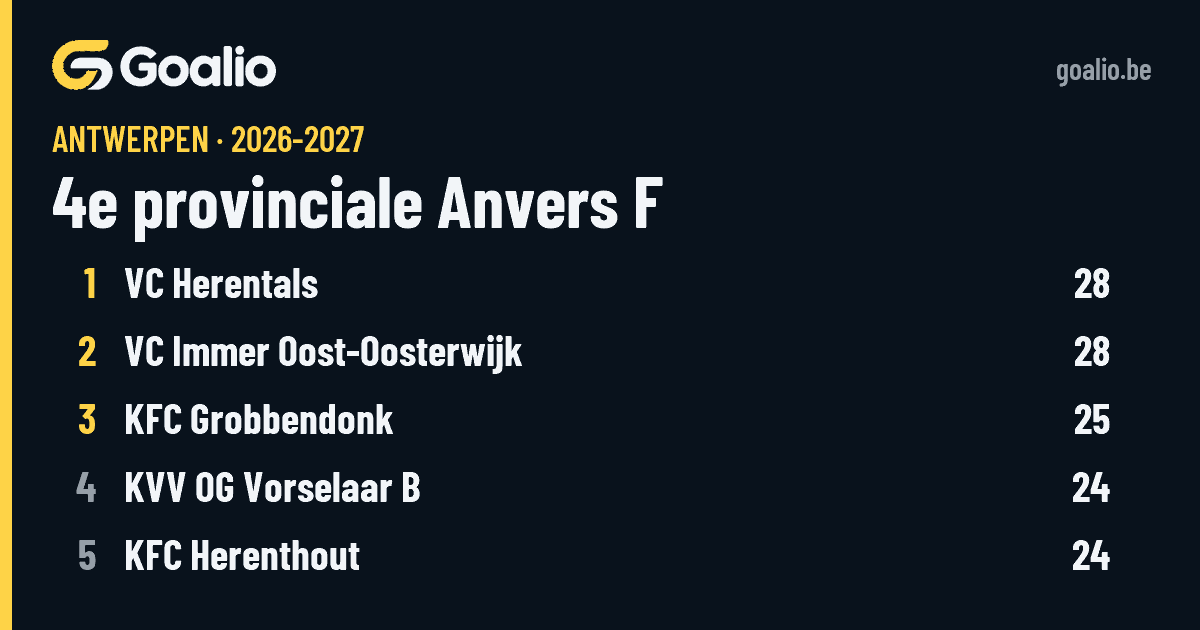 Goalio
goalio.be
ANTWERPEN · 2026-2027
4e provinciale Anvers F
1 VC Herentals 28
2 VC Immer Oost-Oosterwijk 28
3 KFC Grobbendonk 25
4 KVV OG Vorselaar B 24
5 KFC Herenthout 24